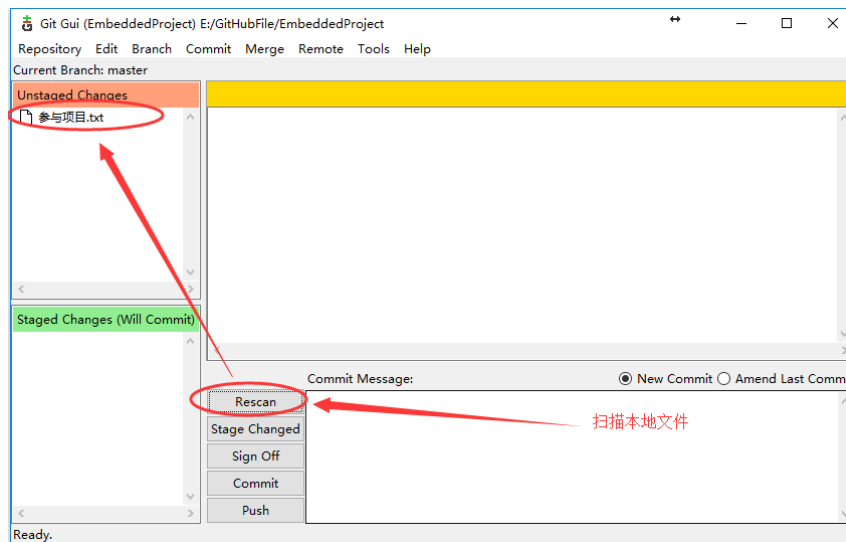 Git Gui (EmbeddedProject) E:/GitHubFile/EmbeddedProject
Repository Edit Branch Commit Merge Remote Tools Help
Current Branch: master
Unstaged Changes
参与项目.txt
Staged Changes (Will Commit)
Commit Message:
New Commit
Amend Last Comm
Rescan
Stage Changed
Sign Off
Commit
Push
扫描本地文件
Ready.